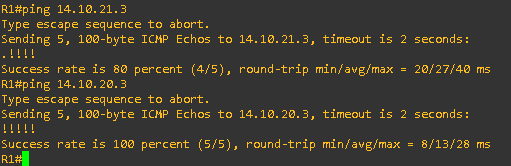 R1#ping 14.10.21.3
Type escape sequence to abort.
Sending 5, 100-byte ICMP Echos to 14.10.21.3, timeout is 2 seconds:
.!!!!
Success rate is 80 percent (4/5), round-trip min/avg/max = 20/27/40 ms
R1#ping 14.10.20.3
Type escape sequence to abort.
Sending 5, 100-byte ICMP Echos to 14.10.20.3, timeout is 2 seconds:
!!!!!
Success rate is 100 percent (5/5), round-trip min/avg/max = 8/13/28 ms
R1#